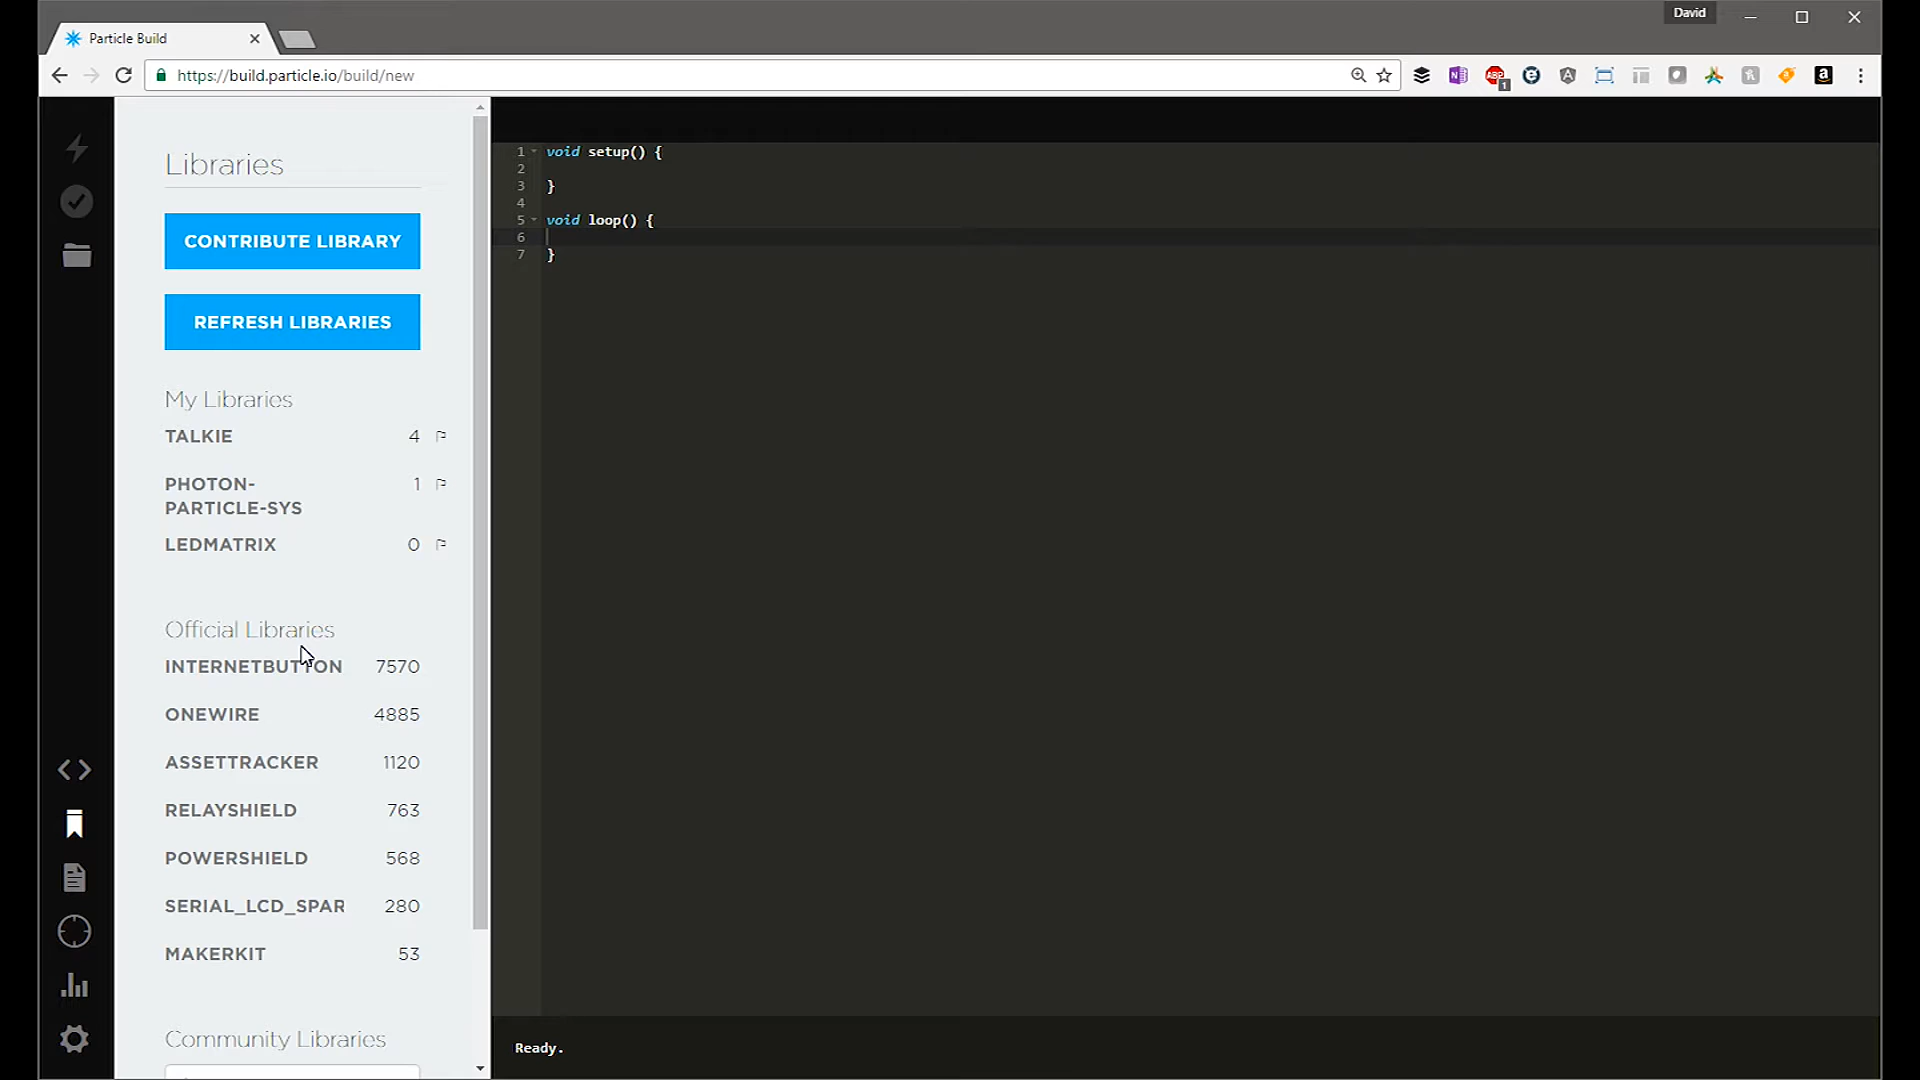 David
Particle Build
https://build.particle.io/build/new
ABP
1
a
Libraries
CONTRIBUTE LIBRARY
REFRESH LIBRARIES
My Libraries
TALKIE 4
PHOTON-
PARTICLE-SYS 1
LEDMATRIX 0
Official Libraries
INTERNETBUTTON 7570
ONEWIRE 4885
ASSETTRACKER 1120
RELAYSHIELD 763
POWERSHIELD 568
SERIAL_LCD_SPAR 280
MAKERKIT 53
Community Libraries
1 void setup() {
2
3 }
4
5 void loop() {
6
7 }
Ready.